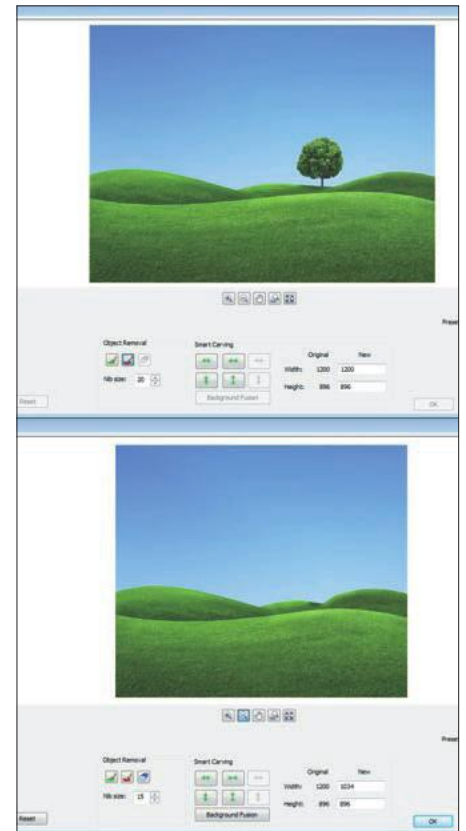 Preset
Object Removal
Smart Carving
Original New
Width: 1200 1200
Nib size: 20
Height: 896 896
Reset
Background Fusion
OK
Preset
Object Removal
Smart Carving
Original New
Width: 1200 1034
Nib size: 15
Height: 896 896
Reset
Background Fusion
OK